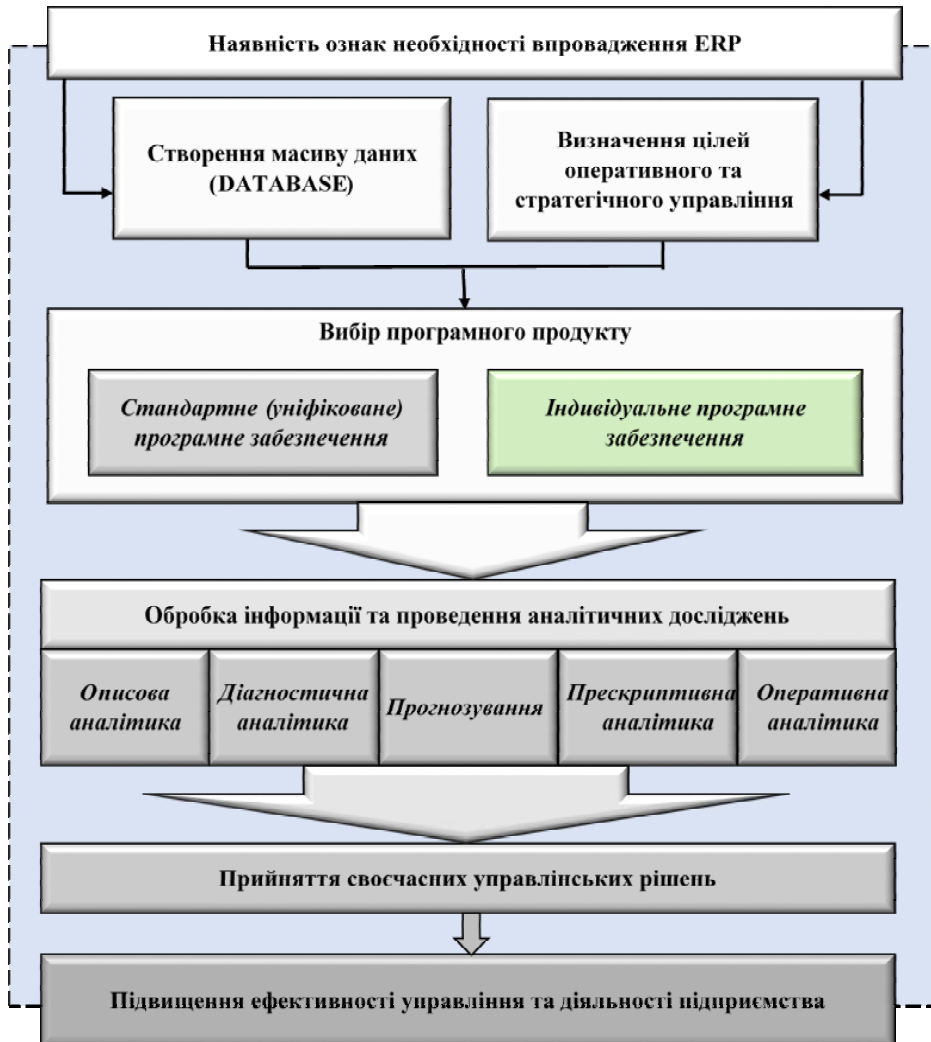 Наявність ознак необхідності впровадження ERP
Створення масиву даних
(DATABASE)
Визначення цілей
оперативного та
стратегічного управління
Вибір програмного продукту
Стандартне (уніфіковане)
програмне забезпечення
Індивідуальне програмне
забезпечення
Обробка інформації та проведення аналітичних досліджень
Описова
аналітика
Діагностична
аналітика
Прогнозування
Прескриптивна
аналітика
Оперативна
аналітика
Прийняття своєчасних управлінських рішень
Підвищення ефективності управління та діяльності підприємства